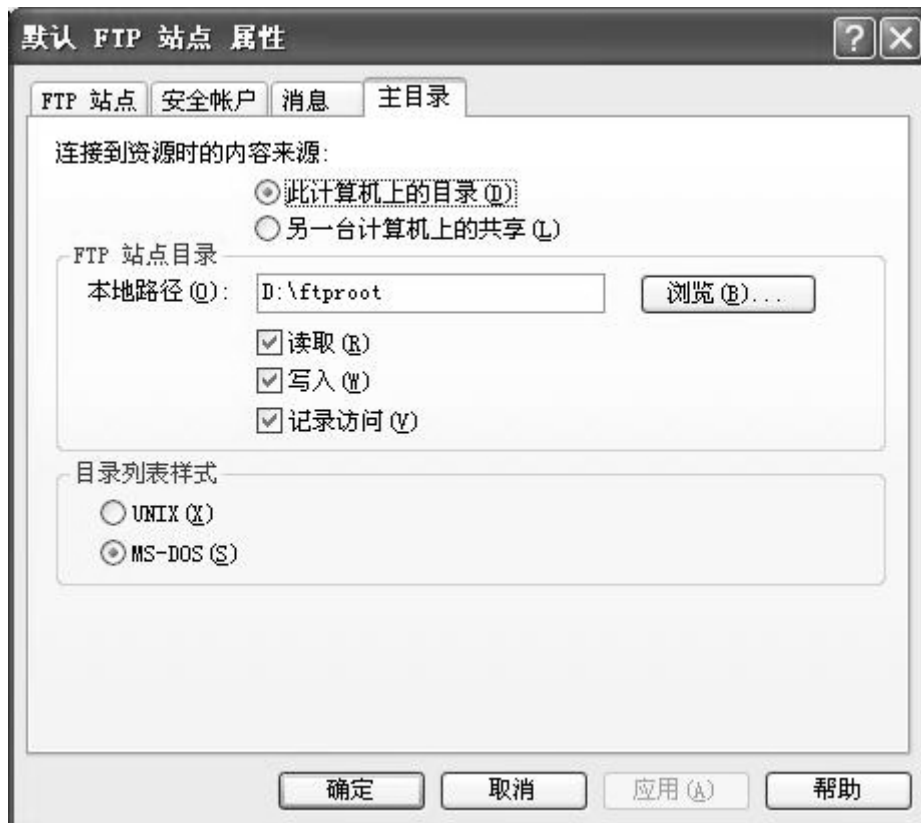 默认 FTP 站点 属性
FTP 站点 安全帐户 消息 主目录
连接到资源时的内容来源:
此计算机上的目录(D)
另一台计算机上的共享(L)
FTP 站点目录
本地路径(O): D:\ftproot 浏览(B)...
读取(R)
写入(W)
记录访问(V)
目录列表样式
UNIX(X)
MS-DOS(S)
确定 取消 应用(A) 帮助